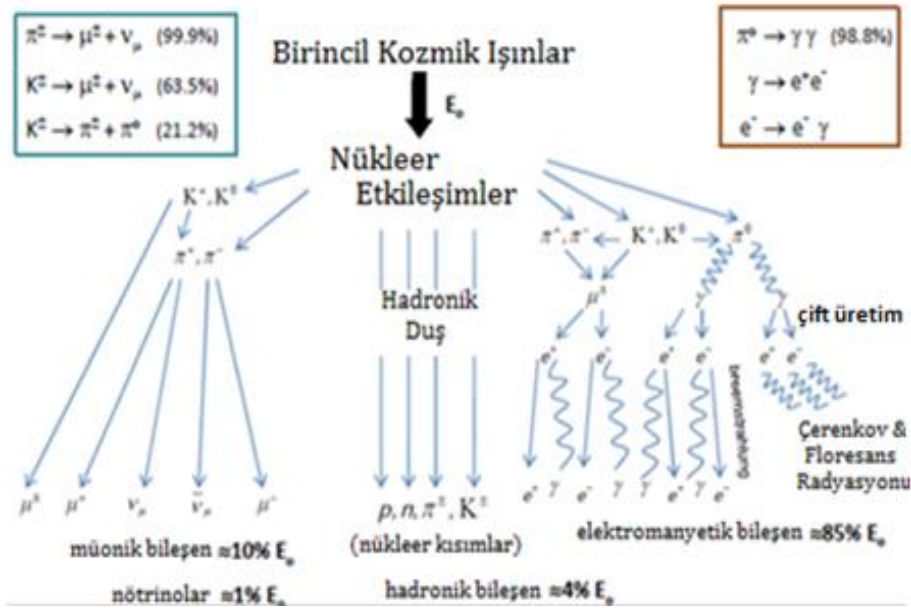 π± → μ± + νμ (99.9%)
K± → μ± + νμ (63.5%)
K± → π± + π⁰ (21.2%)
Birincil Kozmik Işınlar
E₀
π⁰ → γ γ (98.8%)
γ → e⁺e⁻
e⁻ → e⁻ γ
Nükleer
Etkileşimler
K⁺, K⁰
π⁺, π⁻
π⁺, π⁻
K⁺, K⁰
π⁰
Hadronik
Duş
μ±
γ
γ
çift üretim
e⁺
e⁻
e⁺
e⁻
e⁺
e⁻
Çerenkov &
Floresans
Radyasyonu
μ±
μ⁺
νμ
ν̄μ
μ⁻
p, n, π±, K±
e⁺
γ
e⁻
γ
γ
e⁺
γ
e⁻
müonik bileşen ≈10% E₀
(nükleer kısımlar)
elektromanyetik bileşen ≈85% E₀
nötrinolar ≈1% E₀
hadronik bileşen ≈4% E₀